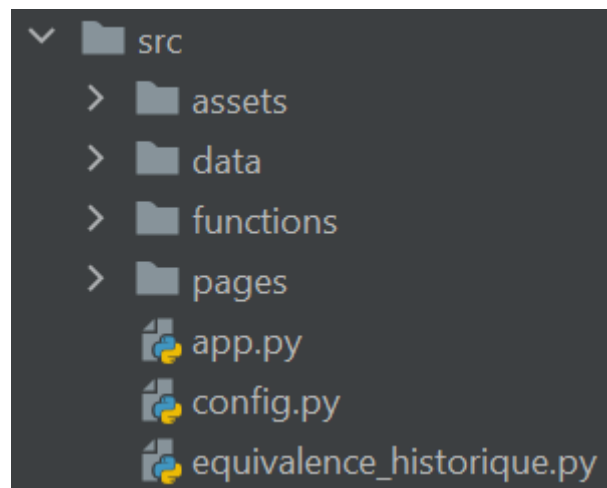 src
assets
data
functions
pages
app.py
config.py
equivalence_historique.py